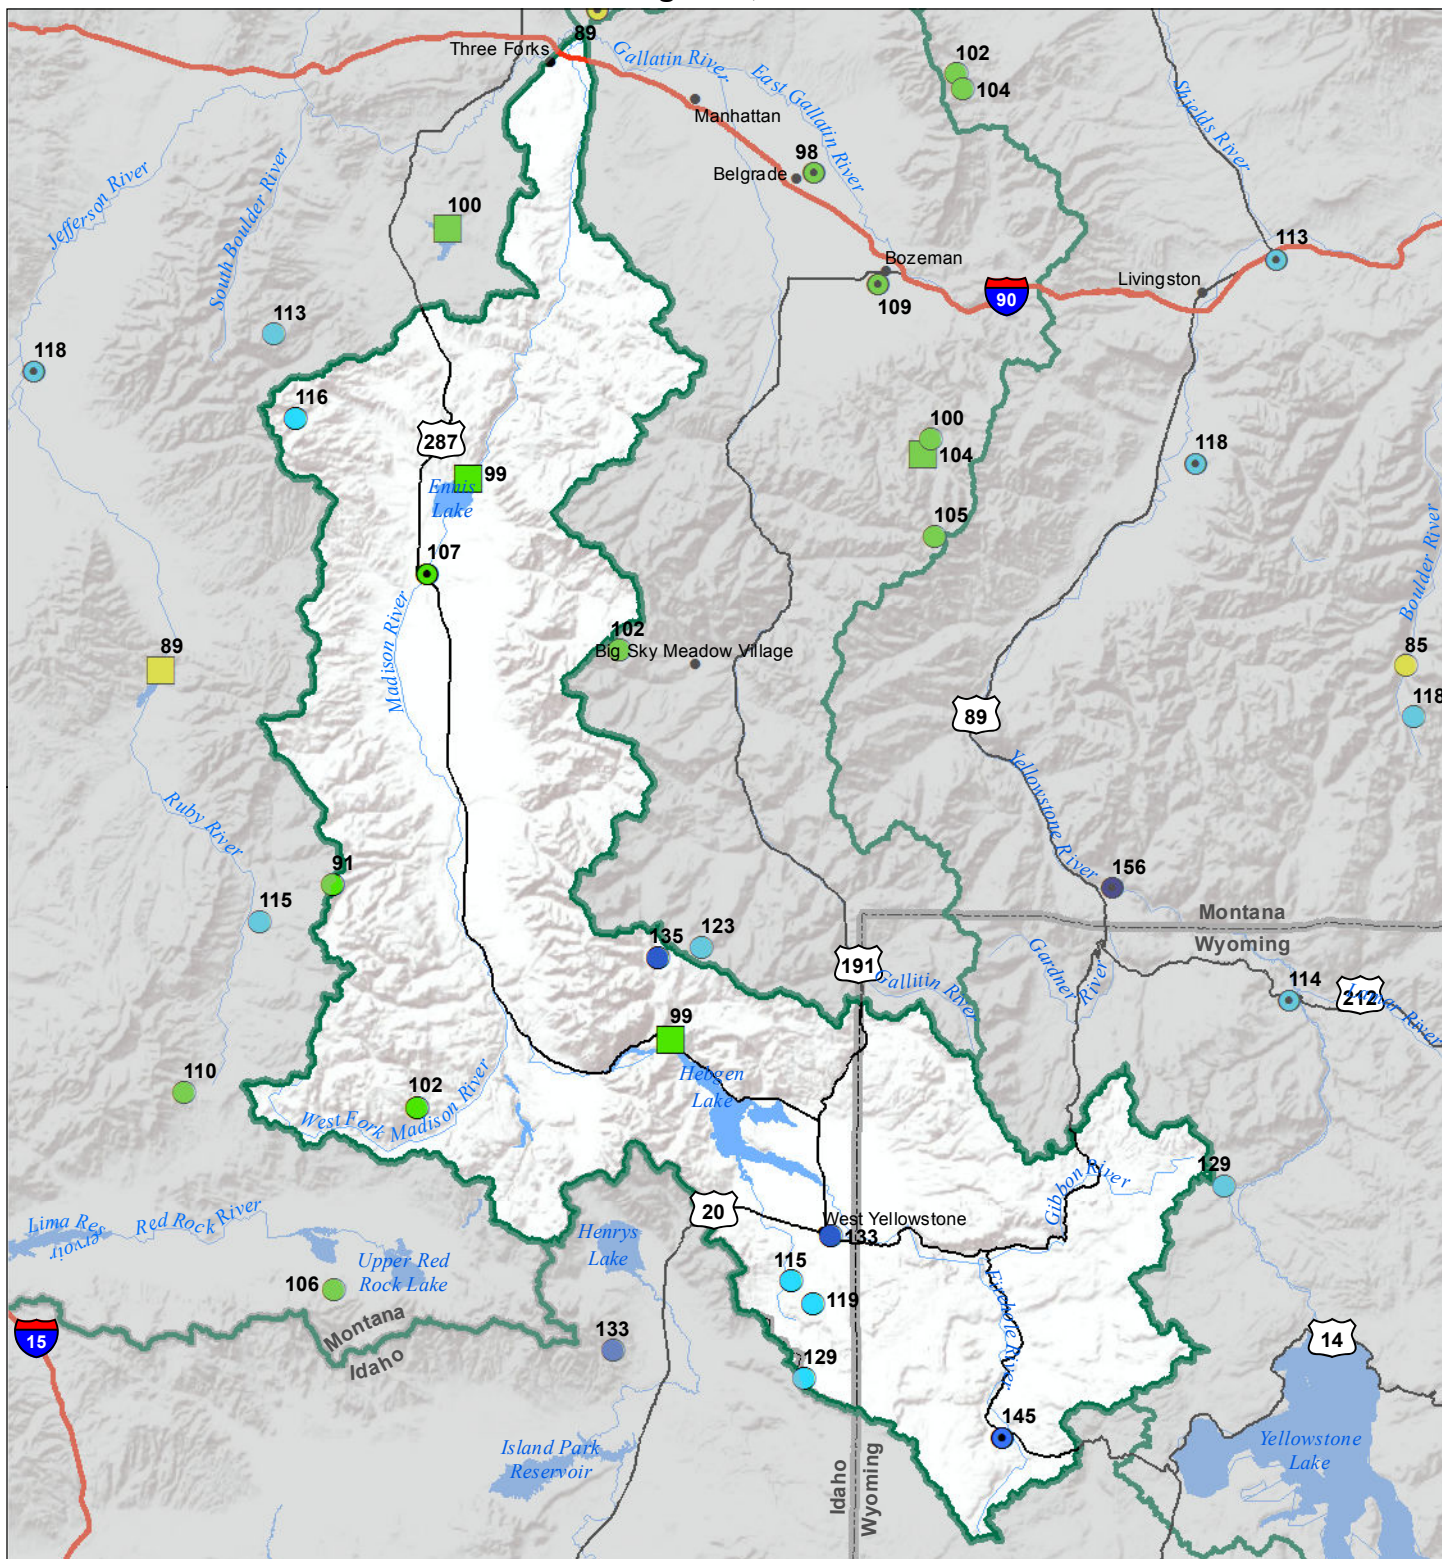 89
Three Forks
Gallatin River
East Gallatin River
102
104
Manhattan
Shields River
98
Belgrade
Jefferson River
South Boulder River
100
Bozeman
109
90
Livingston
113
113
118
116
287
99
Ennis
Lake
100
104
118
105
107
Madison River
102
Big Sky Meadow Village
Boulder River
89
85
118
89
Ruby River
Yellowstone River
91
115
156
Montana
Wyoming
135
123
191
Gallitin River
Gardner River
114
212
Lamar River
99
Hebgen
Lake
110
102
West Fork Madison River
129
Gibbon River
20
West Yellowstone
133
Lima Res
ervoir
Red Rock River
Henrys
Lake
Upper Red
Rock Lake
106
115
119
Firehole River
Montana
Idaho
15
133
129
14
145
Island Park
Reservoir
Yellowstone
Lake
Idaho
Wyoming